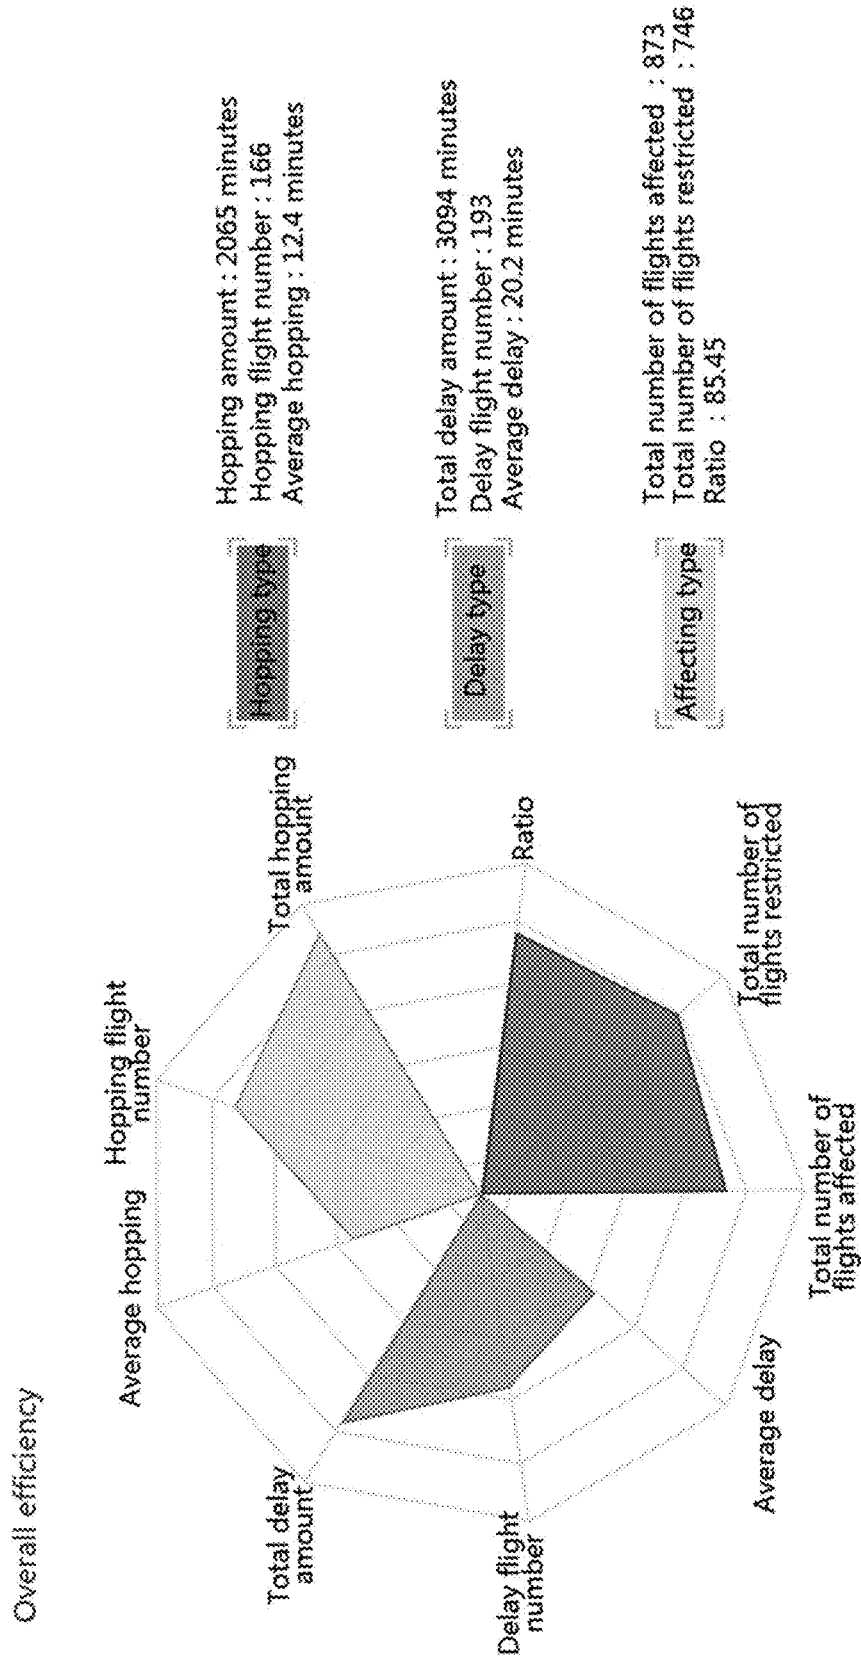 Overall efficiency
Average hopping
Hopping flight
number
Total hopping
amount
Ratio
Total number of
flights restricted
Total number of
flights affected
Average delay
Delay flight
number
Total delay
amount
Hopping type
Hopping amount : 2065 minutes
Hopping flight number : 166
Average hopping : 12.4 minutes
Delay type
Total delay amount : 3094 minutes
Delay flight number : 193
Average delay : 20.2 minutes
Affecting type
Total number of flights affected : 873
Total number of flights restricted : 746
Ratio : 85.45